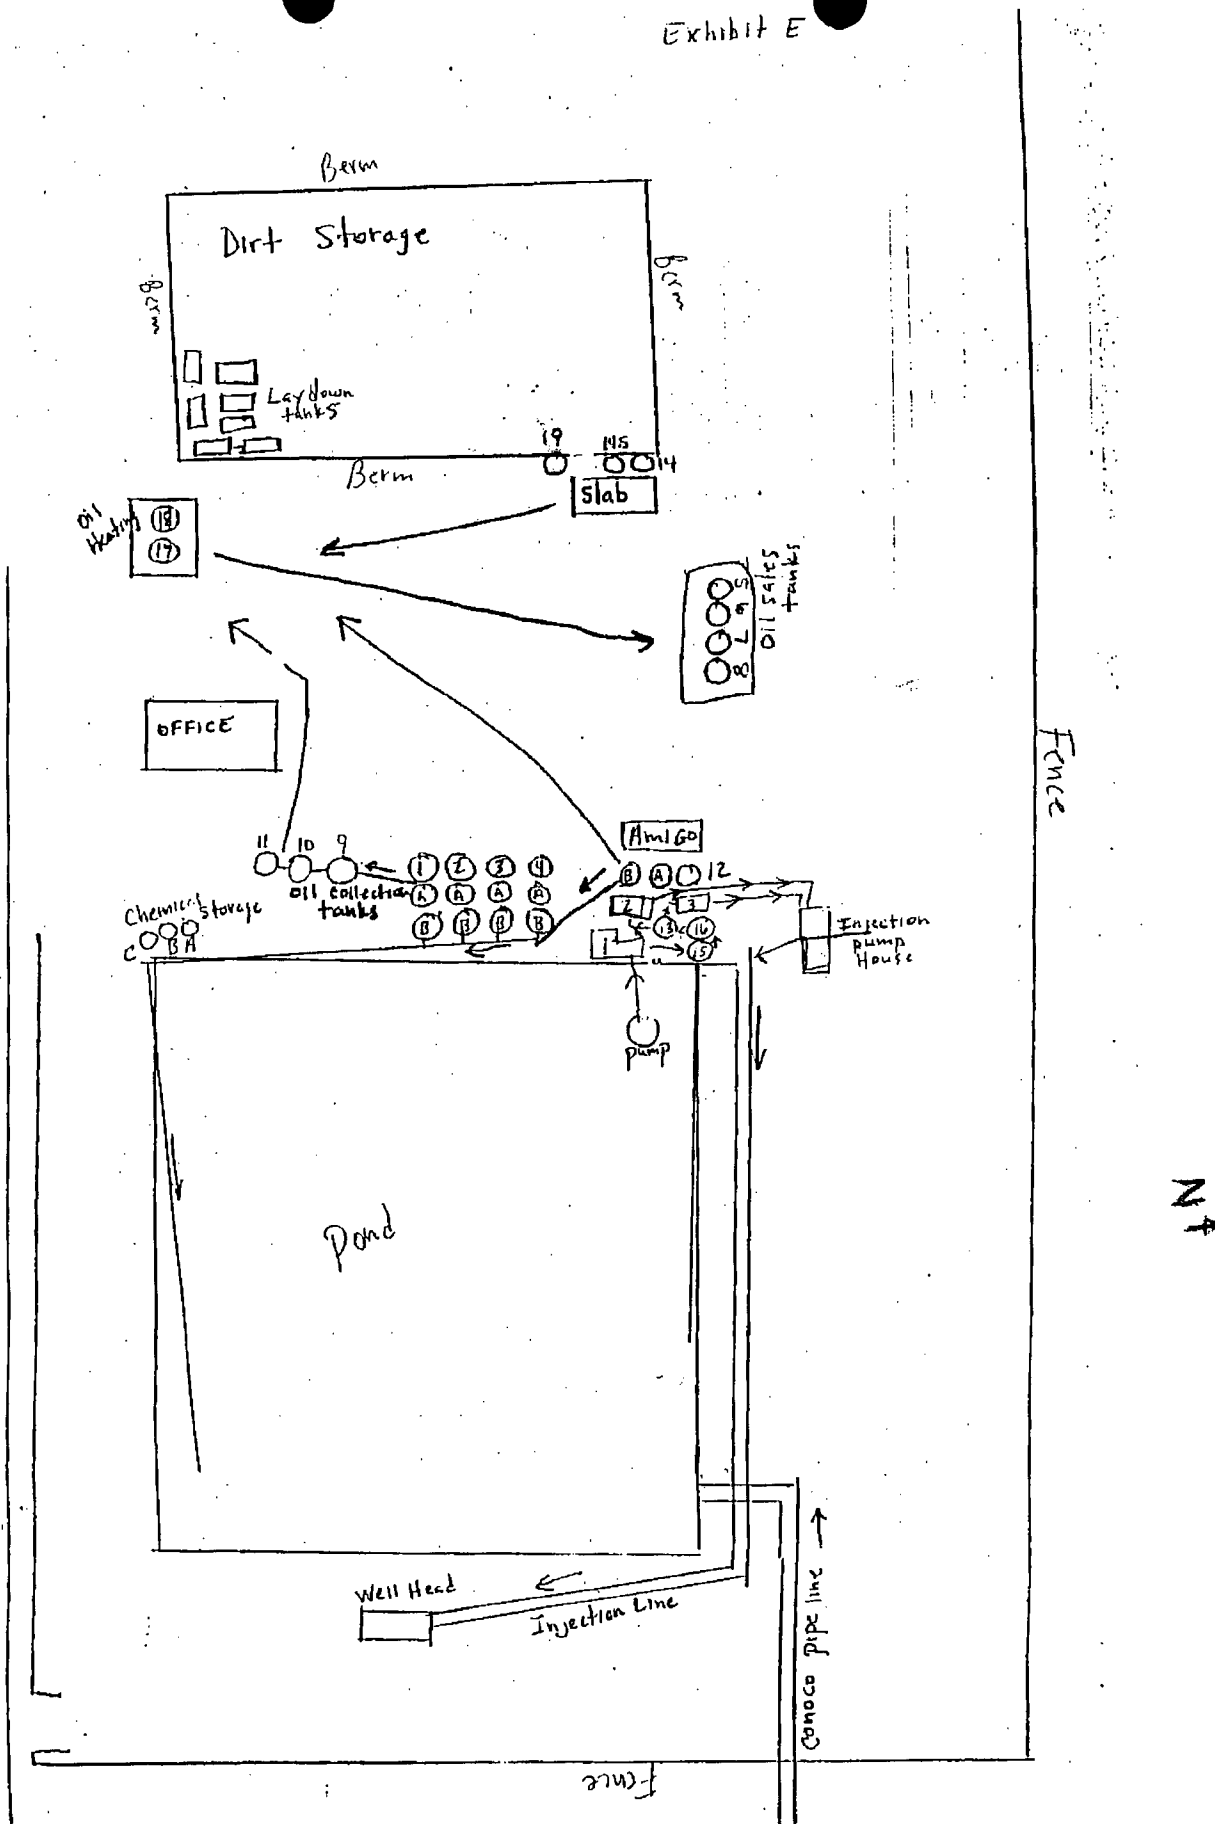 Exhibit E
Berm
Dirt Storage
Berm
Berm
Laydown
tanks
19
14
Berm
Slab
Oil
Heating
18
17
5
6
7
8
Oil Sales
tanks
OFFICE
Fence
AmIGO
11
10
9
1
2
3
4
B
A
12
Oil collection
tanks
A
A
A
A
2
3
Chemical
Storage
C
B
A
B
B
B
B
13
16
1
15
Injection
pump
House
pump
N
Pond
Well Head
Injection Line
Conoco pipe line
Fence